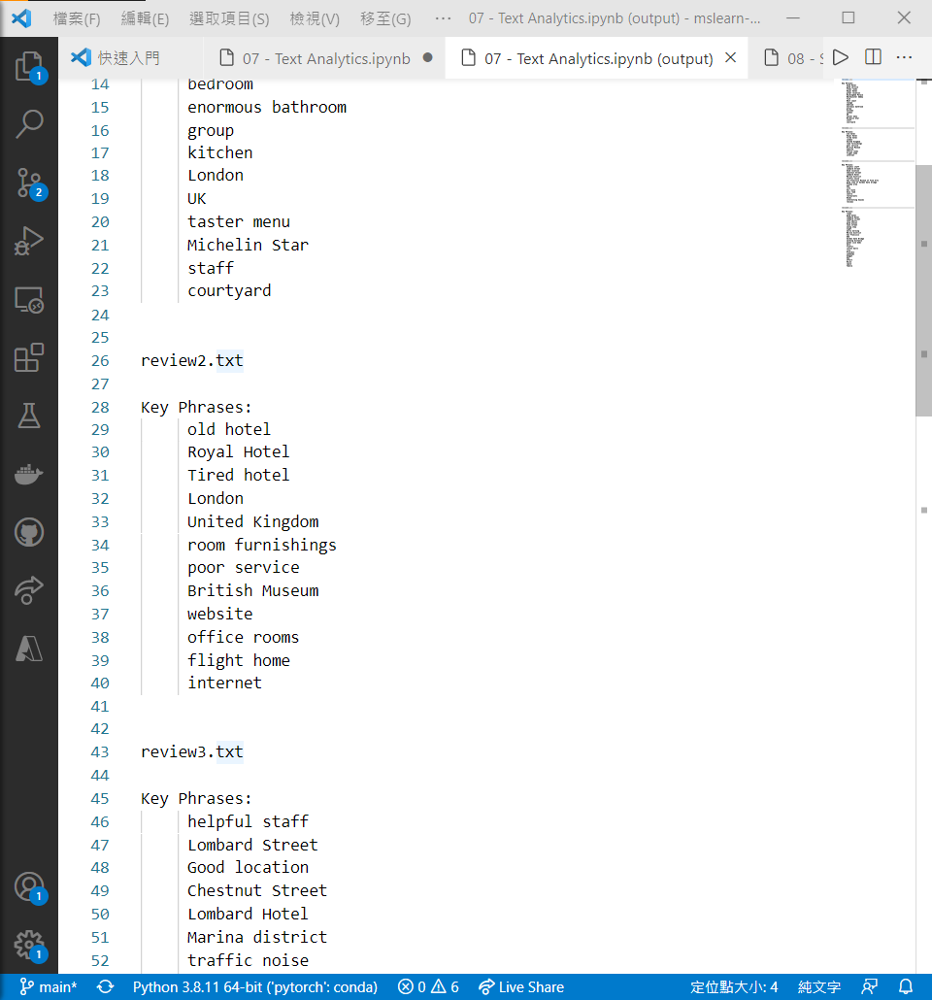 檔案(F) 編輯(E) 選取項目(S) 檢視(V) 移至(G) ··· 07 - Text Analytics.ipynb (output) - mslearn-...
快速入門 07 - Text Analytics.ipynb 07 - Text Analytics.ipynb (output) 08 - S
14 bedroom
15 enormous bathroom
16 group
17 kitchen
18 London
19 UK
20 taster menu
21 Michelin Star
22 staff
23 courtyard
24
25
26 review2.txt
27
28 Key Phrases:
29 old hotel
30 Royal Hotel
31 Tired hotel
32 London
33 United Kingdom
34 room furnishings
35 poor service
36 British Museum
37 website
38 office rooms
39 flight home
40 internet
41
42
43 review3.txt
44
45 Key Phrases:
46 helpful staff
47 Lombard Street
48 Good location
49 Chestnut Street
50 Lombard Hotel
51 Marina district
52 traffic noise
1
2
1
1
main* Python 3.8.11 64-bit ('pytorch': conda) 0 6 Live Share 定位點大小: 4 純文字